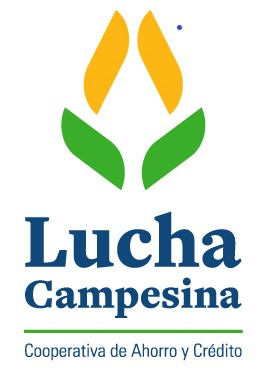 Lucha
Campesina
Cooperativa de Ahorro y Crédito